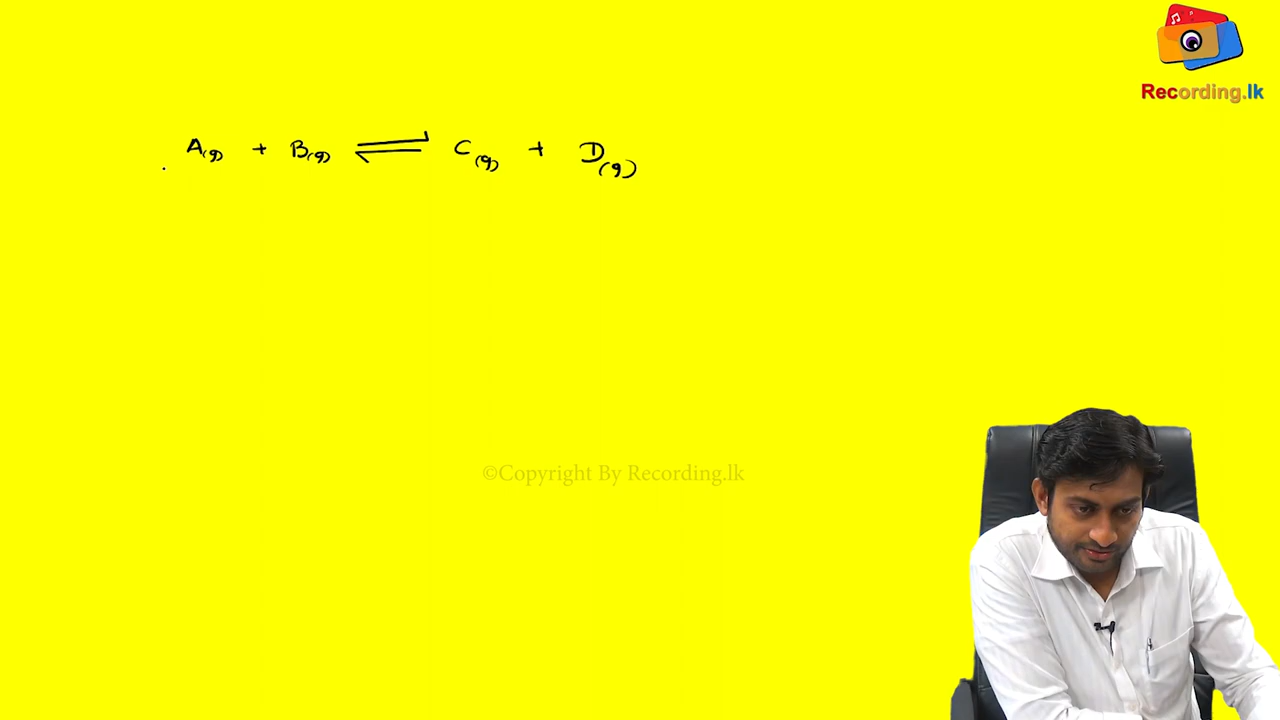 Recording.lk
A(g) + B(g) ⇌ C(g) + D(g)
©Copyright By Recording.lk